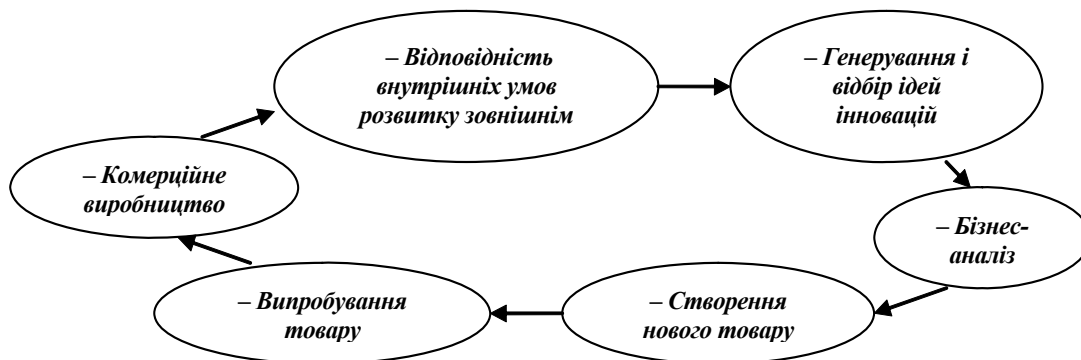 – Відповідність
внутрішніх умов
розвитку зовнішнім
– Генерування і
відбір ідей
інновацій
– Бізнес-
аналіз
– Створення
нового товару
– Випробування
товару
– Комерційне
виробництво